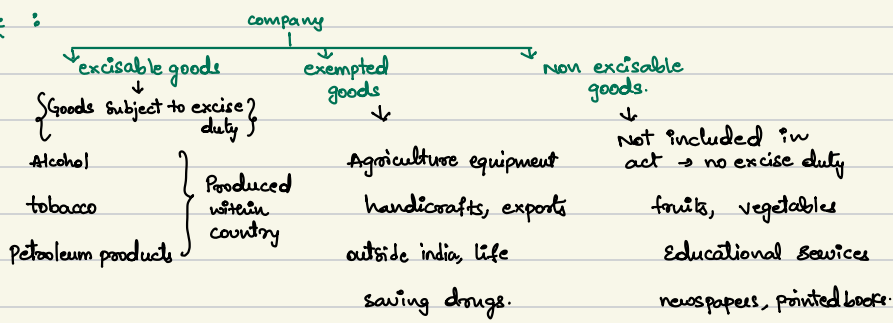 company
excisable goods
exempted goods
Non excisable goods.
{Goods subject to excise duty}
Alcohol
tobacco
Petroleum products
Produced within country
Agriculture equipment
handicrafts, exports
outside india, life
saving drugs.
Not included in
act → no excise duty
fruits, vegetables
Educational services
newspapers, printed books.